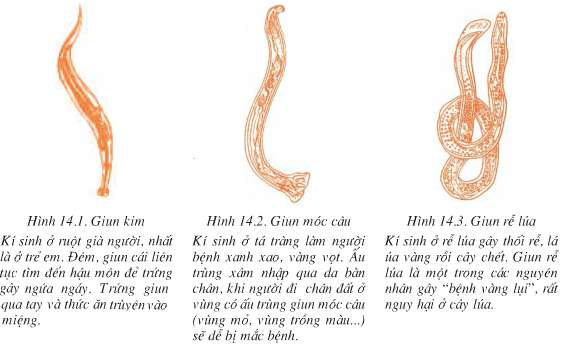 Hình 14.1. Giun kim
Kí sinh ở ruột già người, nhất
là ở trẻ em. Đêm, giun cái liên
tục tìm đến hậu môn đẻ trứng
gây ngứa ngáy. Trứng giun
qua tay và thức ăn truyền vào
miệng.
Hình 14.2. Giun móc câu
Kí sinh ở tá tràng làm người
bệnh xanh xao, vàng vọt. Ấu
trùng xâm nhập qua da bàn
chân, khi người đi chân đất ở
vùng có ấu trùng giun móc câu
(vùng mỏ, vùng trồng màu...)
sẽ dễ bị mắc bệnh.
Hình 14.3. Giun rễ lúa
Kí sinh ở rễ lúa gây thối rễ, lá
úa vàng rồi cây chết. Giun rễ
lúa là một trong các nguyên
nhân gây “bệnh vàng lụi”, rất
nguy hại ở cây lúa.